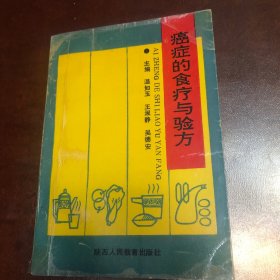 癌症的食疗与验方
AI ZHENG DE SHI LIAO YU YAN FANG
主编 温如玉 王淑静 吴德安
陕西人民教育出版社